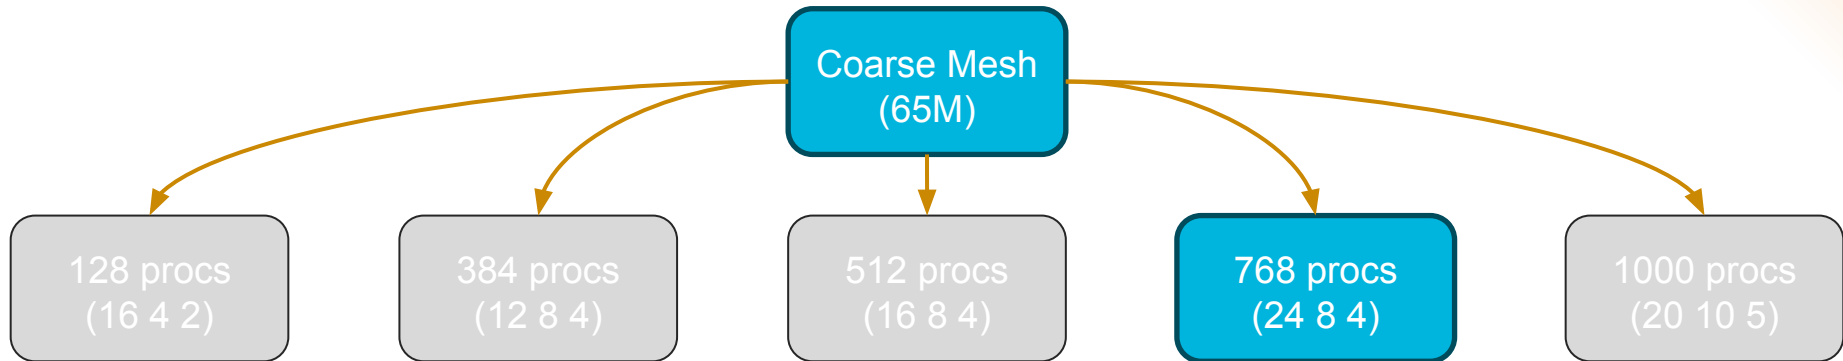 Coarse Mesh
(65M)
128 procs
(16 4 2)
384 procs
(12 8 4)
512 procs
(16 8 4)
768 procs
(24 8 4)
1000 procs
(20 10 5)